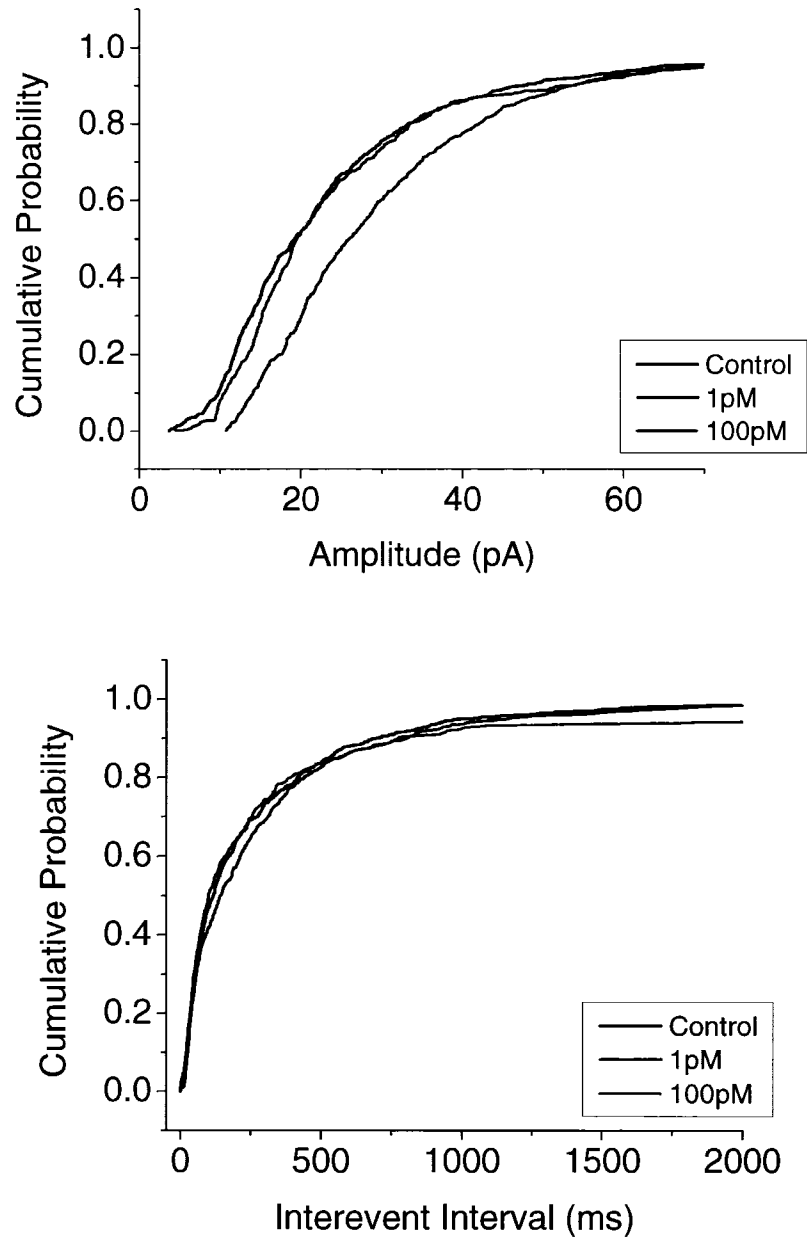 Cumulative Probability
1.0
0.8
0.6
0.4
0.2
0.0
Control
1pM
100pM
0 20 40 60
Amplitude (pA)
Cumulative Probability
1.0
0.8
0.6
0.4
0.2
0.0
Control
1pM
100pM
0 500 1000 1500 2000
Interevent Interval (ms)